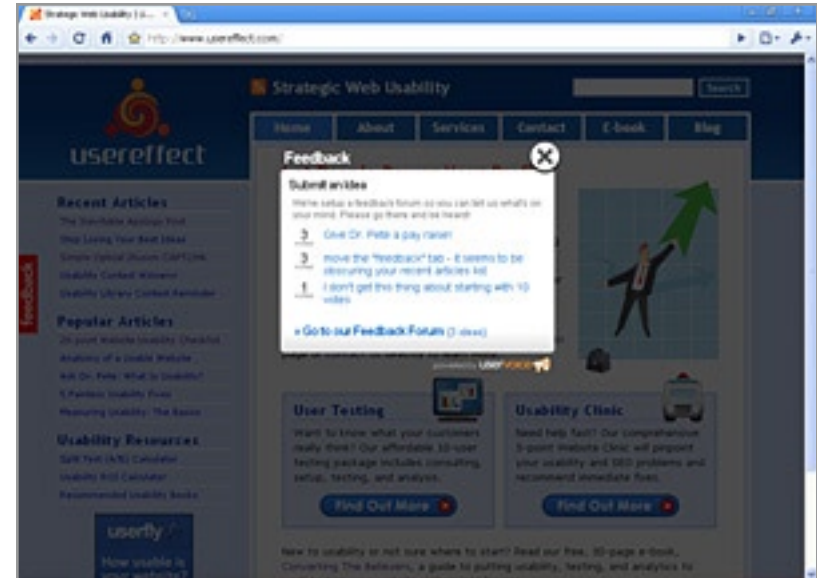 Strategic Web Usability | U...
http://www.usereffect.com/
Strategic Web Usability
Search
usereffect
Home About Services Contact E-book Blog
Feedback
Submit an idea
We've setup a feedback forum so you can let us what's on
your mind. Please go there and be heard!
3 Give Dr. Pete a pay raise!
3 move the "feedback" tab - it seems to be
obscuring your recent articles list
1 I don't get this thing about starting with 10
votes
» Go to our Feedback Forum (3 ideas)
powered by uservoice
feedback
Recent Articles
The Inevitable Apology Post
Stop Losing Your Best Ideas
Simple Optical Illusion CAPTCHA
Usability Contest Winners!
Usability Library Contest Reminder
Popular Articles
25-point Website Usability Checklist
Anatomy of a Usable Website
Ask Dr. Pete: What Is Usability?
5 Painless Usability Fixes
Measuring Usability: The Basics
Usability Resources
Split Test (A/B) Calculator
Usability ROI Calculator
Recommended Usability Books
userfly
How usable is
your website?
User Testing
Want to know what your customers
really think? Our affordable 10-user
testing package includes consulting,
setup, testing, and analysis.
Find Out More
Usability Clinic
Need help fast? Our comprehensive
5-point Website Clinic will pinpoint
your usability and SEO problems and
recommend immediate fixes.
Find Out More
New to usability or not sure where to start? Read our free, 30-page e-book,
Converting The Believers, a guide to putting usability, testing, and analytics to